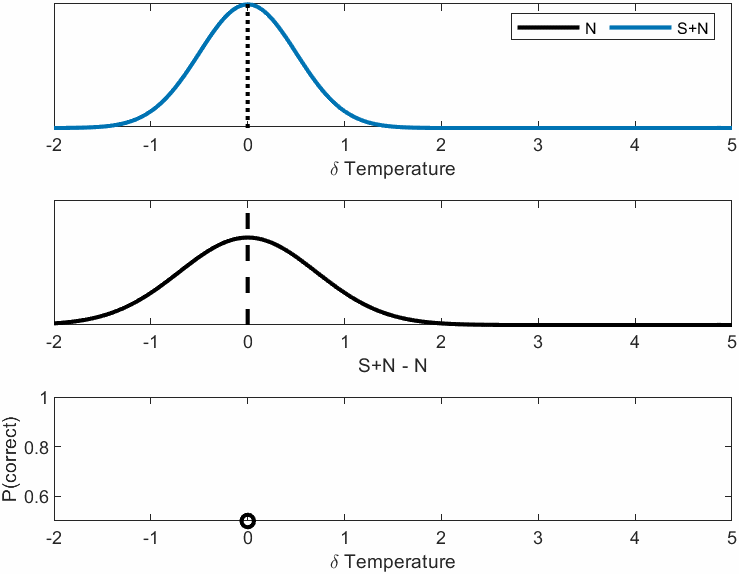 N S+N
-2 -1 0 1 2 3 4 5
δ Temperature
-2 -1 0 1 2 3 4 5
S+N - N
1
0.8
0.6
P(correct)
-2 -1 0 1 2 3 4 5
δ Temperature